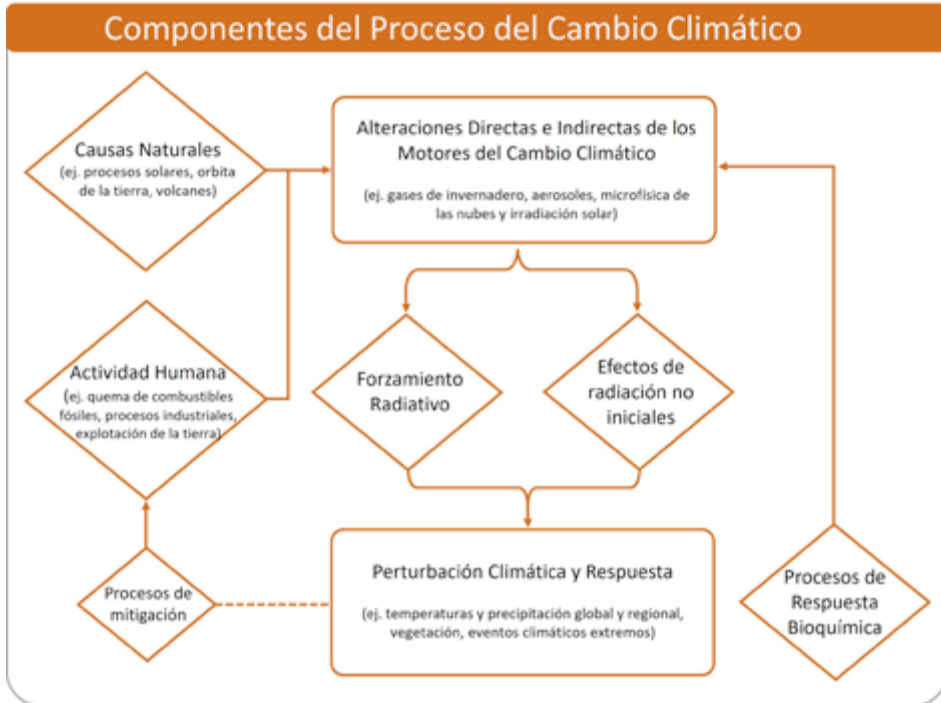 Componentes del Proceso del Cambio Climático
Causas Naturales
(ej. procesos solares, orbita
de la tierra, volcanes)
Alteraciones Directas e Indirectas de los
Motores del Cambio Climático
(ej. gases de invernadero, aerosoles, microfísica de
las nubes y irradiación solar)
Actividad Humana
(ej. quema de combustibles
fósiles, procesos industriales,
explotación de la tierra)
Forzamiento
Radiativo
Efectos de
radiación no
iniciales
Procesos de
mitigación
Perturbación Climática y Respuesta
(ej. temperaturas y precipitación global y regional,
vegetación, eventos climáticos extremos)
Procesos de
Respuesta
Bioquímica